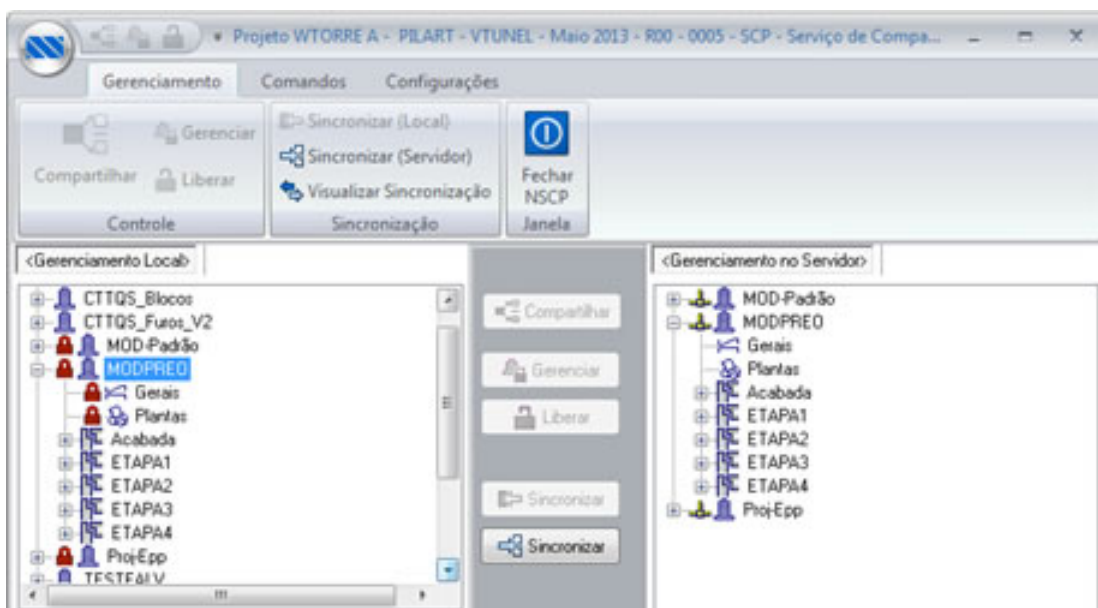 Projeto WTORRE A - PILART - VTUNEL - Maio 2013 - R00 - 0005 - SCP - Serviço de Compa...
Gerenciamento Comandos Configurações
Compartilhar
Gerenciar
Liberar
Controle
Sincronizar (Local)
Sincronizar (Servidor)
Visualizar Sincronização
Sincronização
Fechar
NSCP
Janela
<Gerenciamento Local>
CTTQS_Blocos
CTTQS_Furos_V2
MOD-Padrão
MODPREO
Gerais
Plantas
Acabada
ETAPA1
ETAPA2
ETAPA3
ETAPA4
Proj-Epp
TESTEALV
Compartilhar
Gerenciar
Liberar
Sincronizar
Sincronizar
<Gerenciamento no Servidor>
MOD-Padrão
MODPREO
Gerais
Plantas
Acabada
ETAPA1
ETAPA2
ETAPA3
ETAPA4
Proj-Epp